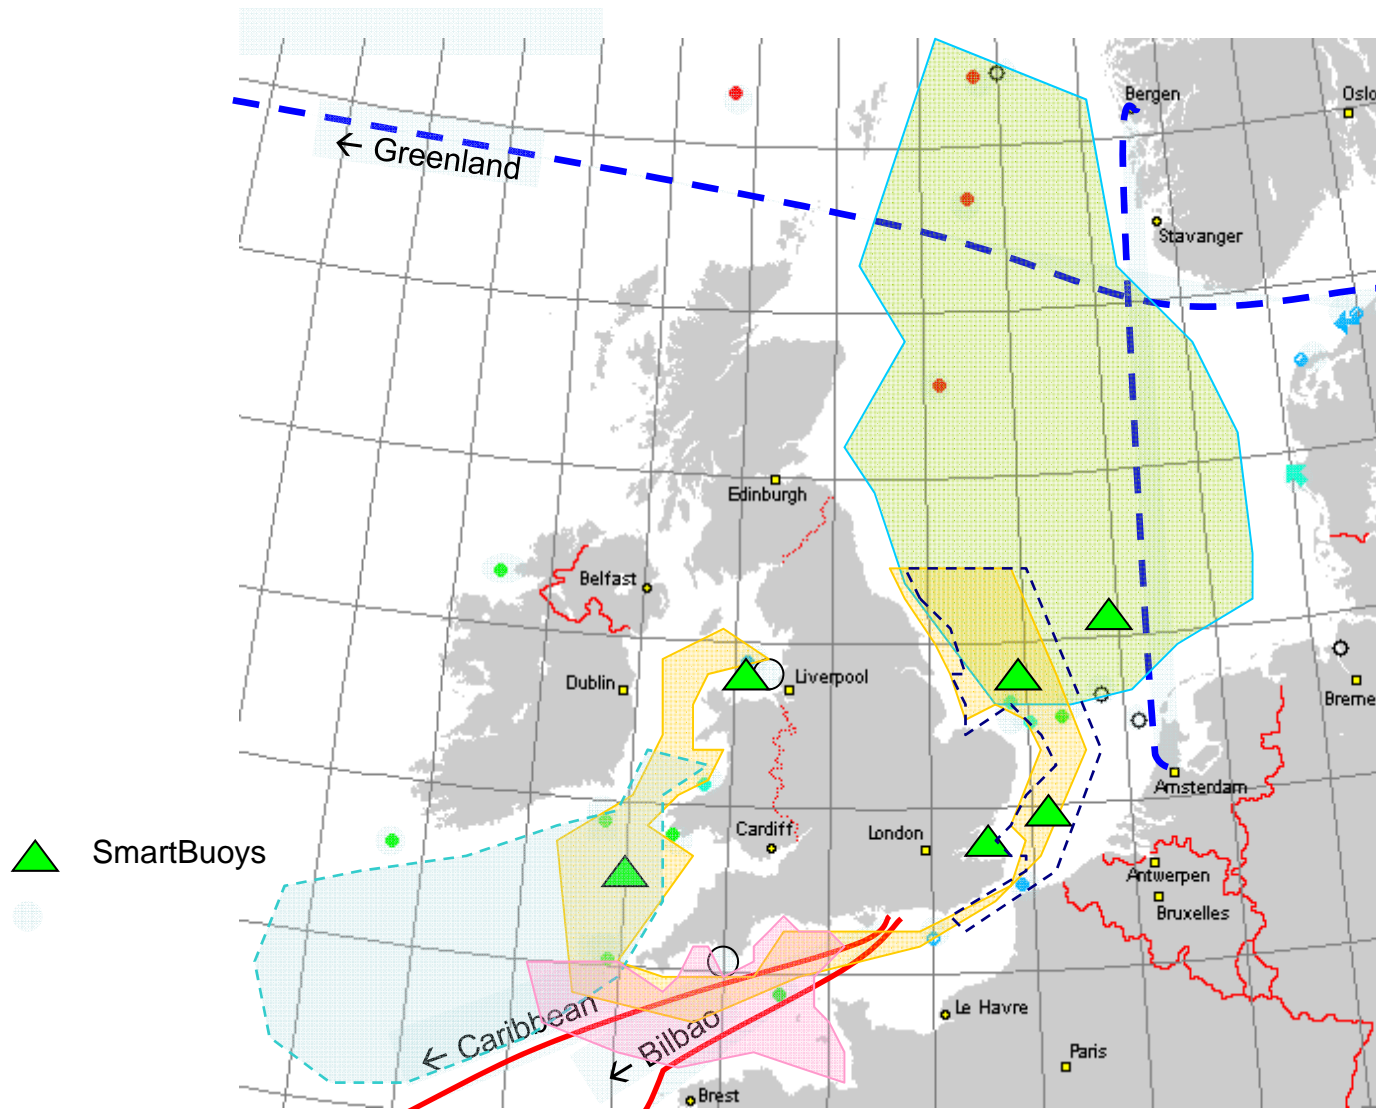 Bergen
Oslo
← Greenland
Stavanger
Edinburgh
Belfast
Dublin
Liverpool
Breme
Amsterdam
Cardiff
London
SmartBuoys
Antwerpen
Bruxelles
← Caribbean
← Bilbao
Le Havre
Paris
Brest